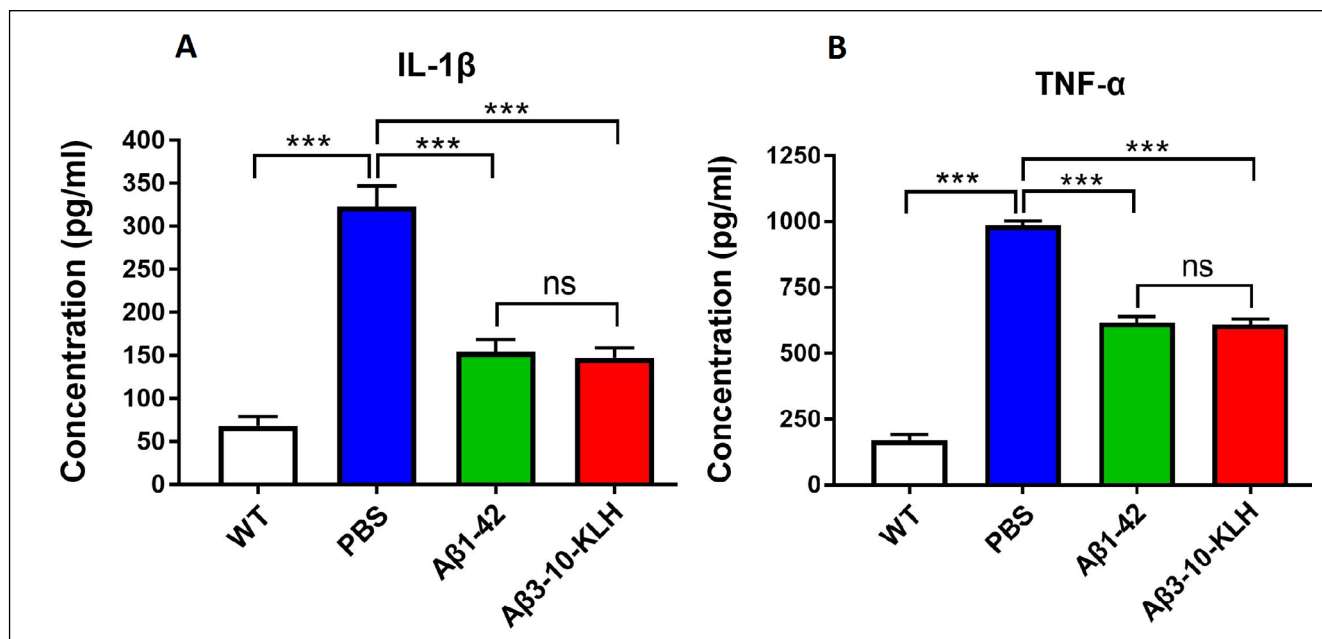 A
IL-1β
Concentration (pg/ml)
400
350
300
250
200
150
100
50
0
***
***
***
ns
WT
PBS
Aβ1-42
Aβ3-10-KLH
B
TNF-α
Concentration (pg/ml)
1250
1000
750
500
250
0
***
***
***
ns
WT
PBS
Aβ1-42
Aβ3-10-KLH